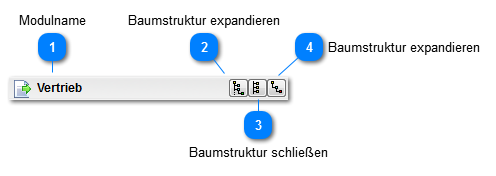 Modulname
1
Baumstruktur expandieren
2
4
Baumstruktur expandieren
Vertrieb
3
Baumstruktur schließen